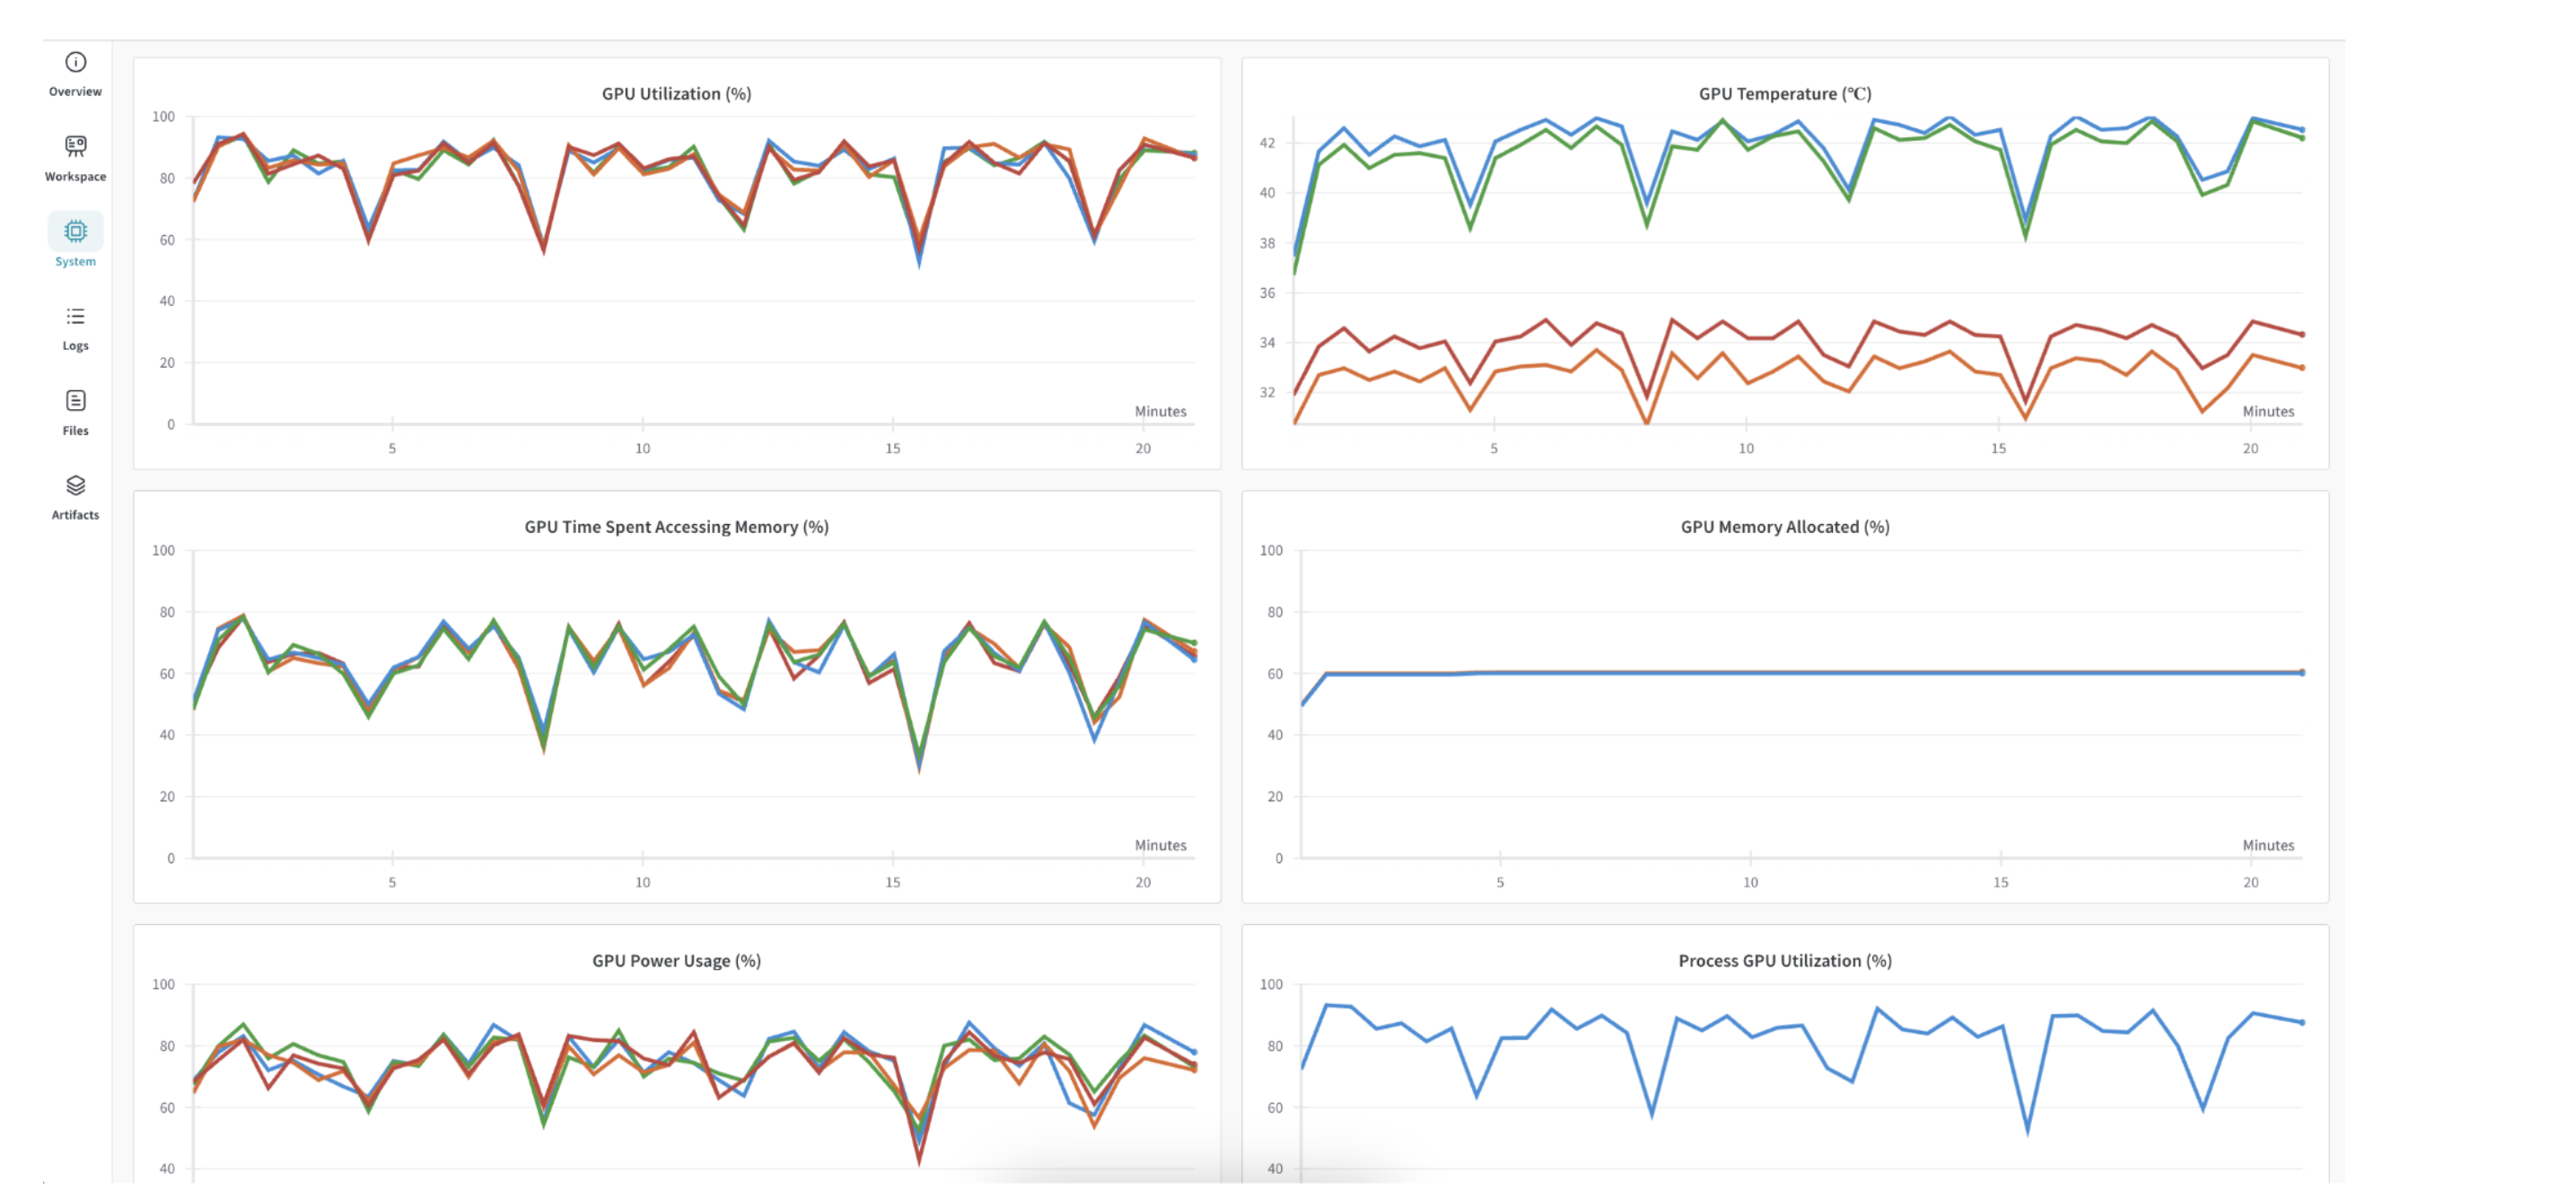 Overview
Workspace
System
Logs
Files
Artifacts
GPU Utilization (%)
100
80
60
40
20
0
Minutes
5 10 15 20
GPU Temperature (℃)
42
40
38
36
34
32
Minutes
5 10 15 20
GPU Time Spent Accessing Memory (%)
100
80
60
40
20
0
Minutes
5 10 15 20
GPU Memory Allocated (%)
100
80
60
40
20
0
Minutes
5 10 15 20
GPU Power Usage (%)
100
80
60
40
Process GPU Utilization (%)
100
80
60
40